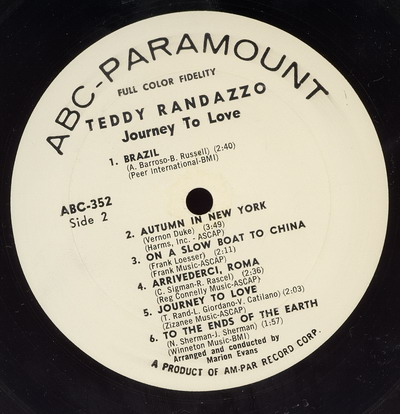 ABC-PARAMOUNT
FULL COLOR FIDELITY
TEDDY RANDAZZO
Journey To Love
1. BRAZIL
(A. Barroso-B. Russell) (2:40)
(Peer International-BMI)
ABC-352
Side 2
2. AUTUMN IN NEW YORK
(Vernon Duke) (3:49)
(Harms, Inc. - ASCAP)
3. ON A SLOW BOAT TO CHINA
(Frank Loesser) (2:11)
(Frank Music-ASCAP)
4. ARRIVEDERCI, ROMA
(C. Sigman-R. Rascel) (2:36)
(Reg Connelly Music-ASCAP)
5. JOURNEY TO LOVE
(T. Rand-L. Giordano-V. Catilano) (2:03)
(Zizanee Music-ASCAP)
6. TO THE ENDS OF THE EARTH
(N. Sherman-J. Sherman) (1:57)
(Winneton Music-BMI)
Arranged and conducted by
Marion Evans
A PRODUCT OF AM-PAR RECORD CORP.